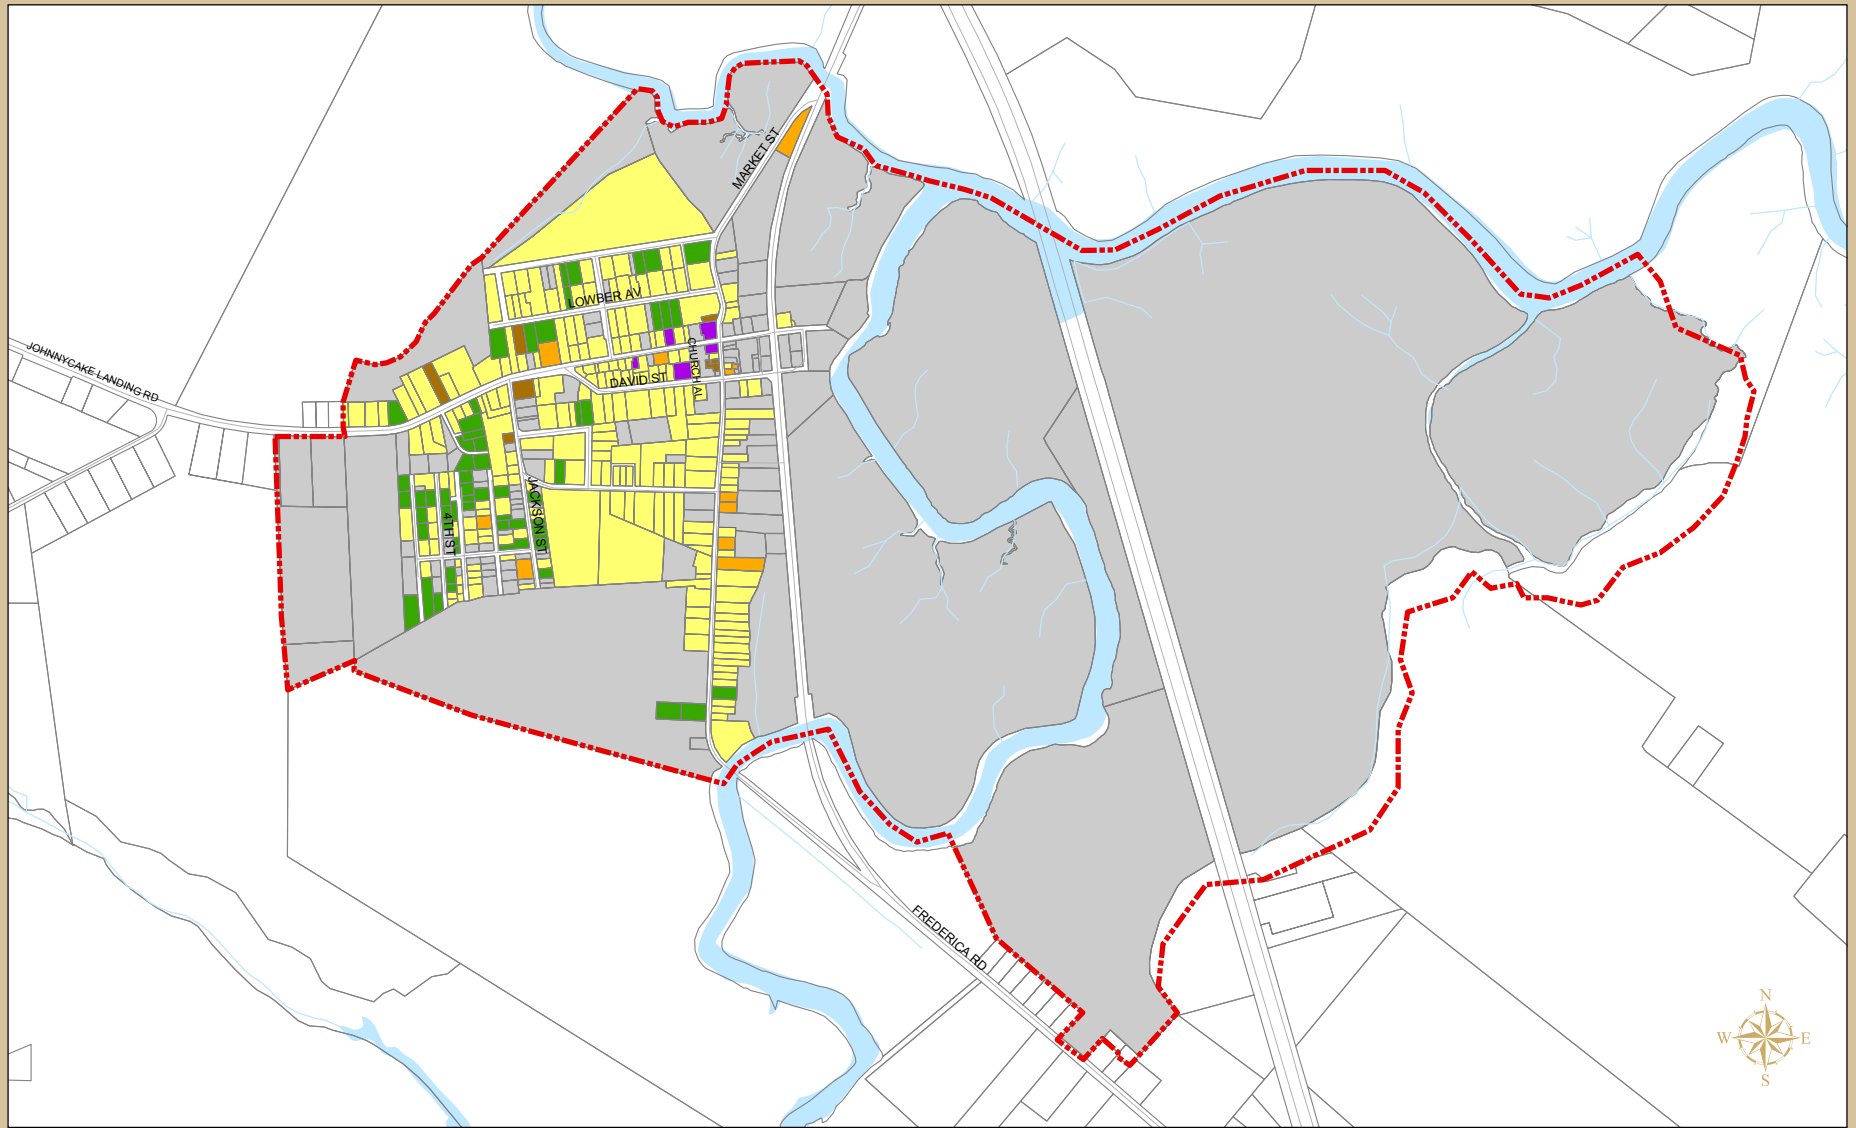 MARKET ST
LOWBER AV
JOHNNYCAKE LANDING RD
CHURCH AL
DAVID ST
4TH ST
JACKSON ST
FREDERICA RD
N
W E
S